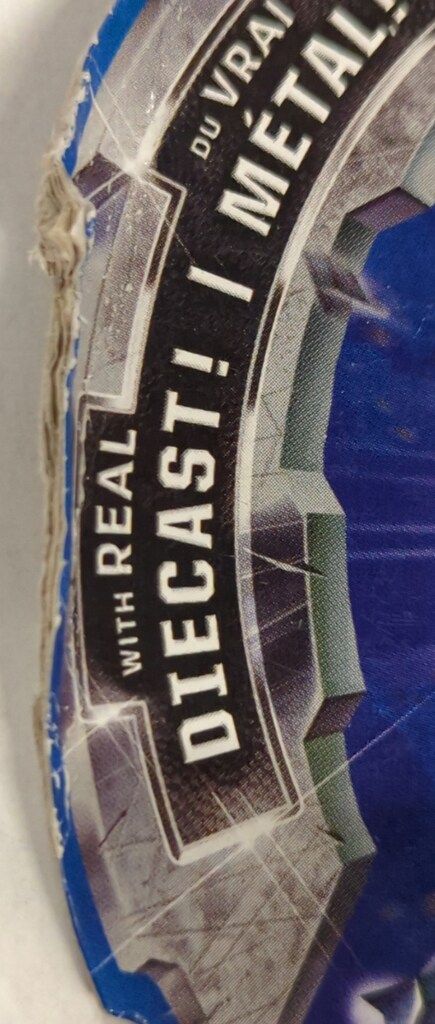 WITH REAL
DIECAST! |
DU VRAI
MÉTAL